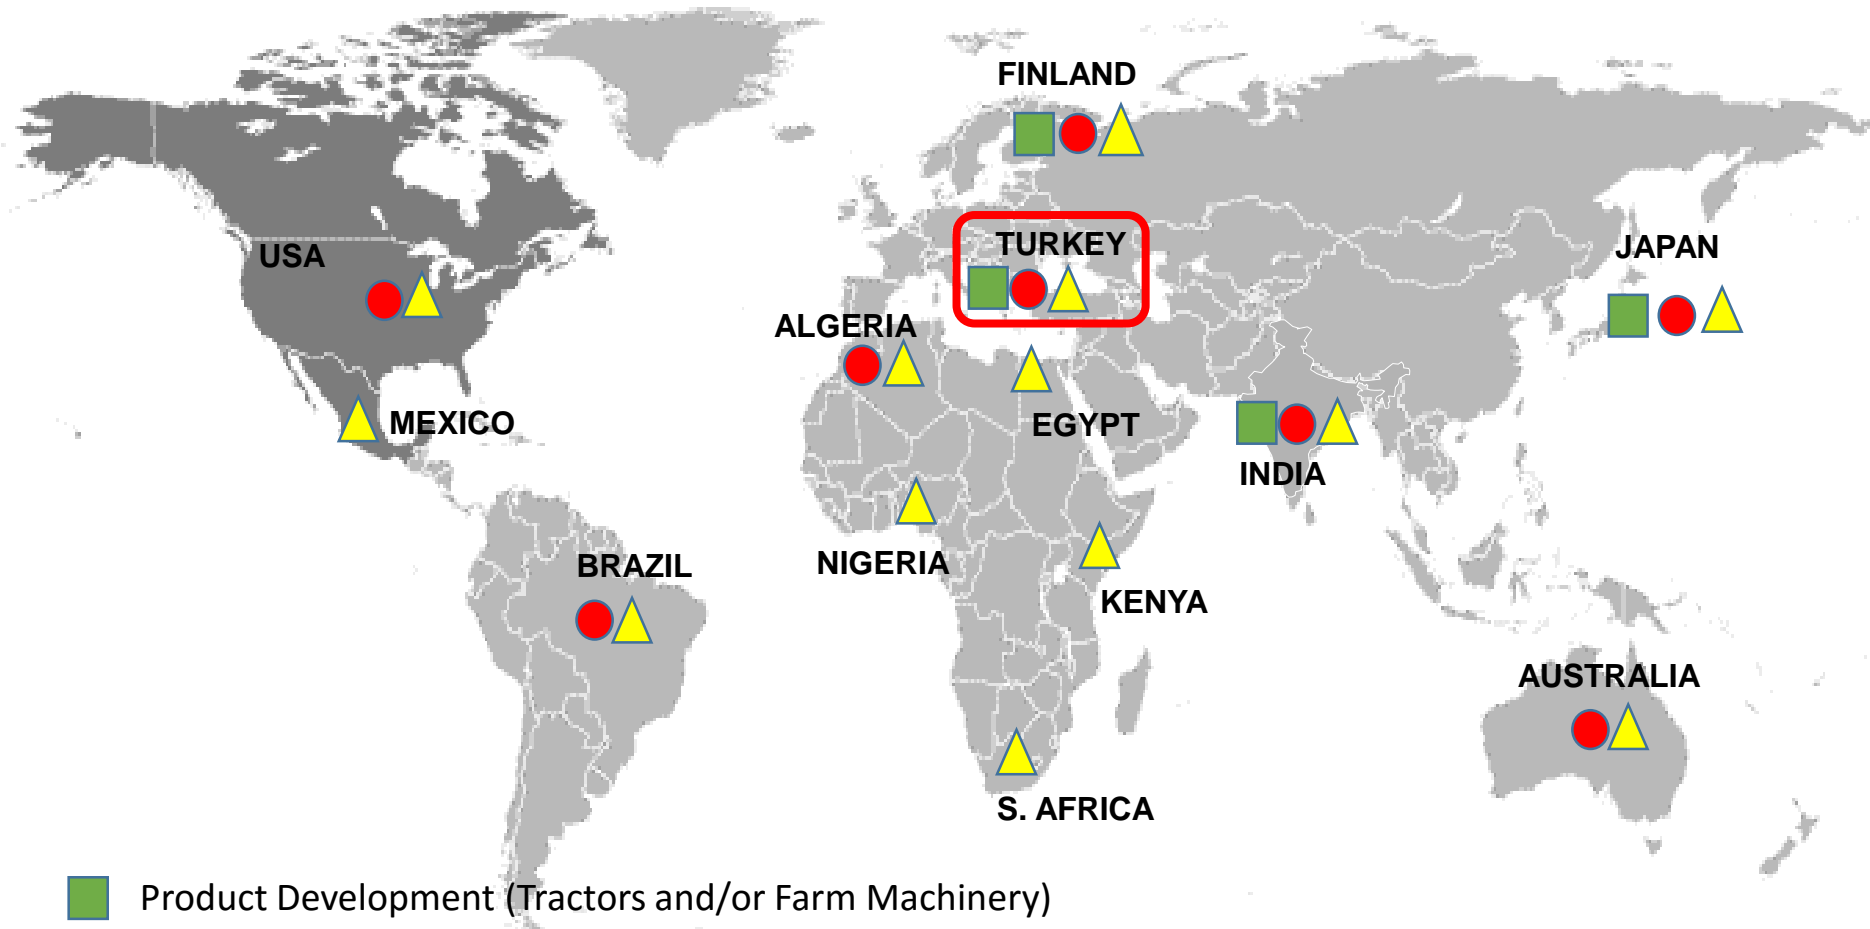 FINLAND
USA
TURKEY
JAPAN
ALGERIA
MEXICO
EGYPT
INDIA
NIGERIA
BRAZIL
KENYA
AUSTRALIA
S. AFRICA
Product Development (Tractors and/or Farm Machinery)